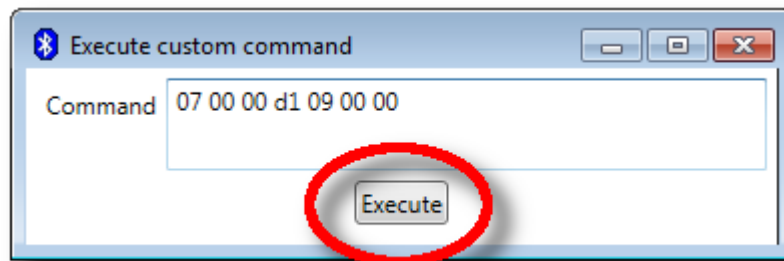 Execute custom command
Command 07 00 00 d1 09 00 00
Execute